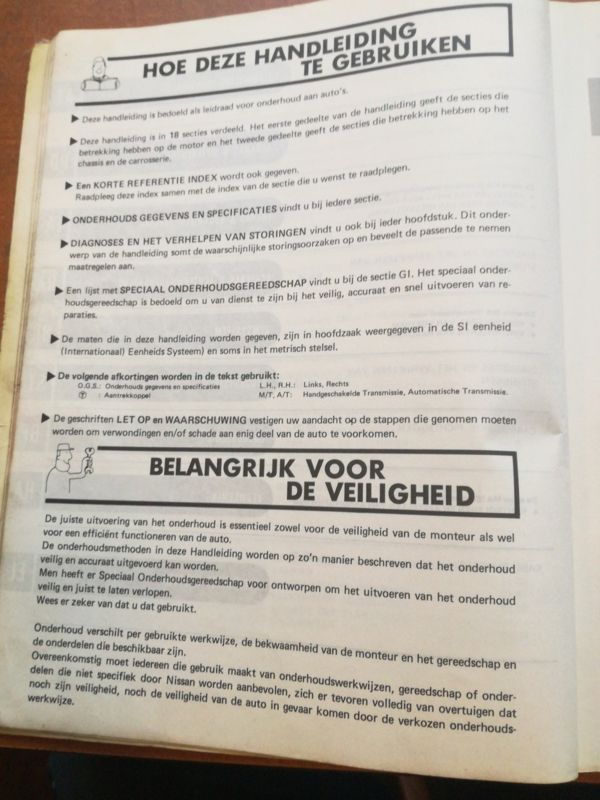 HOE DEZE HANDLEIDING
TE GEBRUIKEN
▶ Deze handleiding is bedoeld als leidraad voor onderhoud aan auto's.
▶ Deze handleiding is in 18 secties verdeeld. Het eerste gedeelte van de handleiding geeft de secties die
betrekking hebben op de motor en het tweede gedeelte geeft de secties die betrekking hebben op het
chassis en de carrosserie.
▶ Een KORTE REFERENTIE INDEX wordt ook gegeven.
Raadpleeg deze index samen met de index van de sectie die u wenst te raadplegen.
▶ ONDERHOUDS GEGEVENS EN SPECIFICATIES vindt u bij iedere sectie.
▶ DIAGNOSES EN HET VERHELPEN VAN STORINGEN vindt u ook bij ieder hoofdstuk. Dit onder-
werp van de handleiding somt de waarschijnlijke storingsoorzaken op en beveelt de passende te nemen
maatregelen aan.
▶ Een lijst met SPECIAAL ONDERHOUDSGEREEDSCHAP vindt u bij de sectie GI. Het speciaal onder-
houdsgereedschap is bedoeld om u van dienste te zijn bij het veilig, accuraat en snel uitvoeren van re-
paraties.
▶ De maten die in deze handleiding worden gegeven, zijn in hoofdzaak weergegeven in de SI eenheid
(Internationaal) Eenheids Systeem) en soms in het metrisch stelsel.
▶ De volgende afkortingen worden in de tekst gebruikt:
O.G.S.: Onderhouds gegevens en specificaties L.H., R.H.: Links, Rechts
Ⓣ : Aantrekkoppel M/T, A/T: Handgeschakelde Transmissie, Automatische Transmissie.
▶ De geschriften LET OP en WAARSCHUWING vestigen uw aandacht op de stappen die genomen moeten
worden om verwondingen en/of schade aan enig deel van de auto te voorkomen.
BELANGRIJK VOOR
DE VEILIGHEID
De juiste uitvoering van het onderhoud is essentieel zowel voor de veiligheid van de monteur als wel
voor een efficiënt functioneren van de auto.
De onderhoudsmethoden in deze Handleiding worden op zo'n manier beschreven dat het onderhoud
veilig en accuraat uitgevoerd kan worden.
Men heeft er Speciaal Onderhoudsgereedschap voor ontworpen om het uitvoeren van het onderhoud
veilig en juist te laten verlopen.
Wees er zeker van dat u dat gebruikt.
Onderhoud verschilt per gebruikte werkwijze, de bekwaamheid van de monteur en het gereedschap en
de onderdelen die beschikbaar zijn.
Overeenkomstig moet iedereen die gebruik maakt van onderhoudswerkwijzen, gereedschap of onder-
delen die niet specifiek door Nissan worden aanbevolen, zich er tevoren volledig van overtuigen dat
noch zijn veiligheid, noch de veiligheid van de auto in gevaar komen door de verkozen onderhouds-
werkwijze.